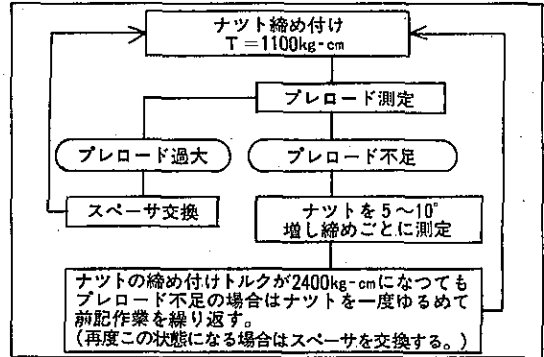 ナツト締め付け
T＝1100kg-cm
プレロード測定
プレロード過大
プレロード不足
スペーサ交換
ナツトを5～10°
増し締めごとに測定
ナツトの締め付けトルクが2400kg-cmになつても
プレロード不足の場合はナツトを一度ゆるめて
前記作業を繰り返す。
（再度この状態になる場合はスペーサを交換する。）